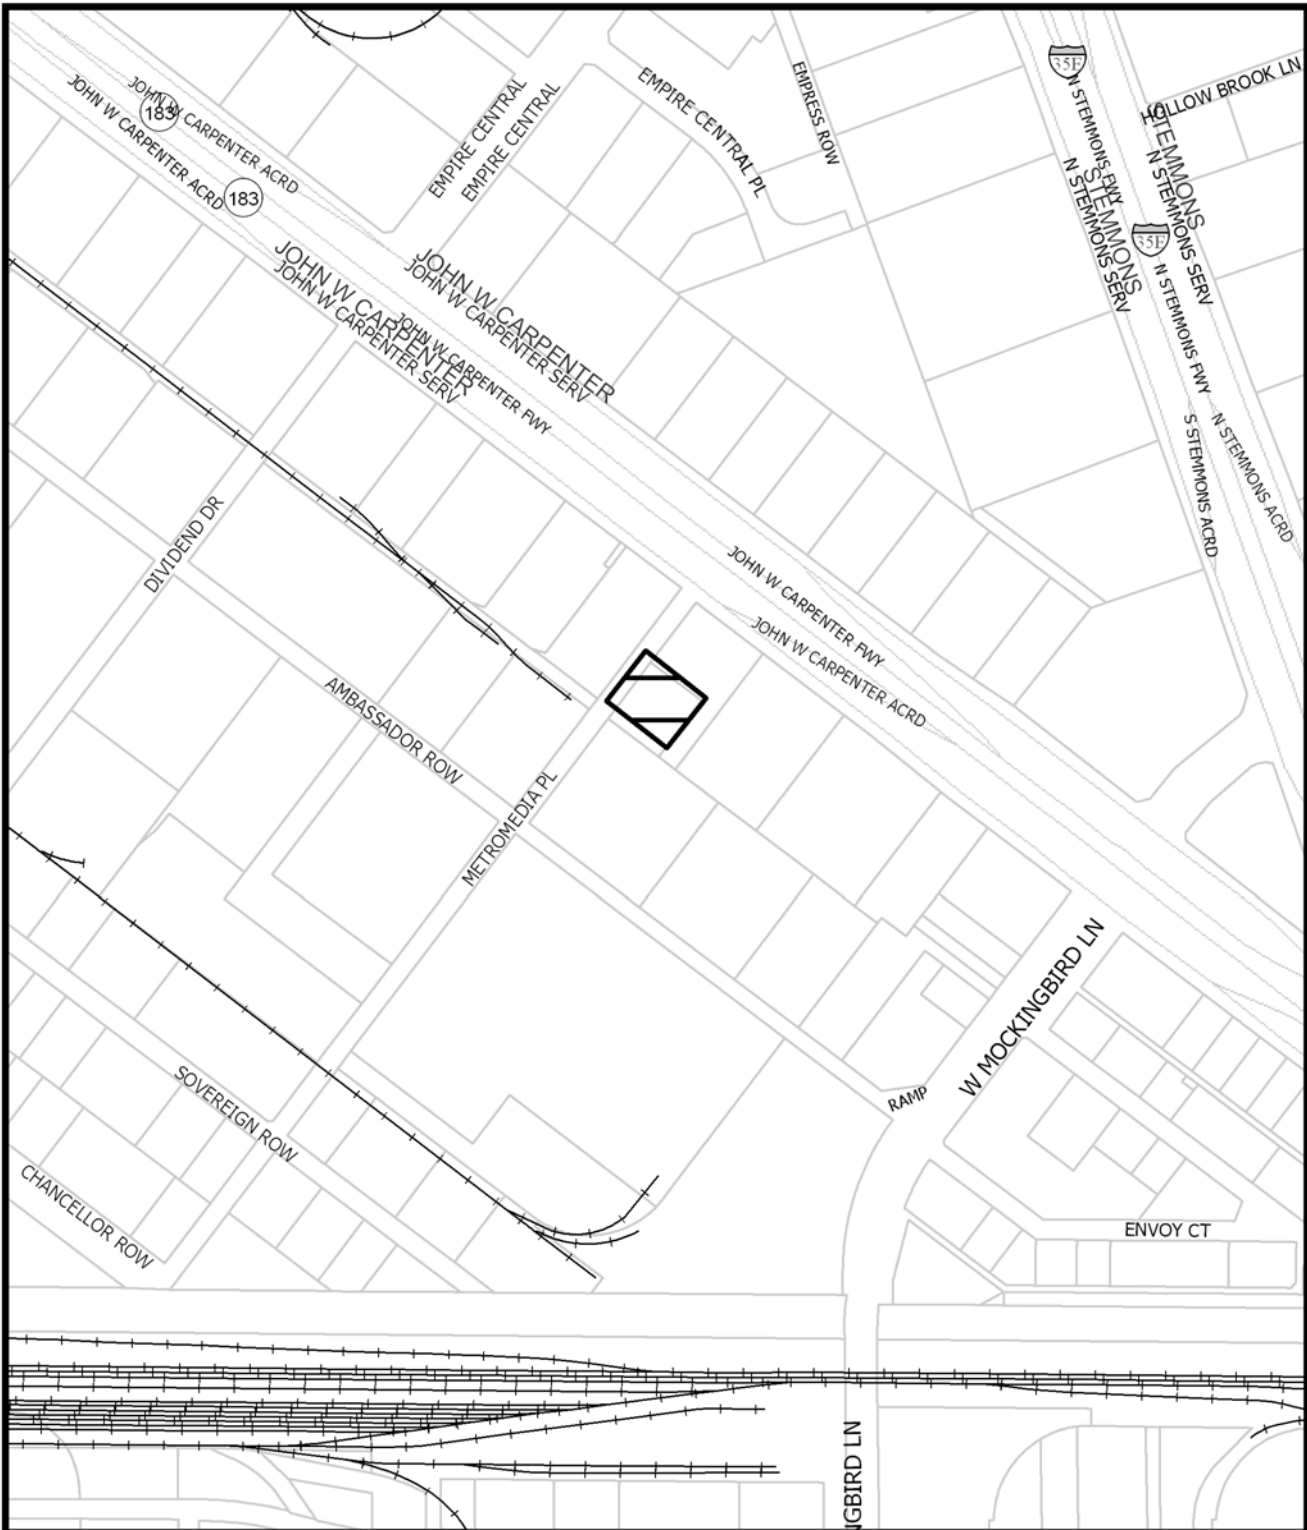 35E
HOLLOW BROOK LN
JOHN W CARPENTER ACRD
183
JOHN W CARPENTER ACRD
183
EMPIRE CENTRAL
EMPIRE CENTRAL
EMPIRE CENTRAL PL
EMPRESS ROW
N STEMMONS FWY
STEMMONS
N STEMMONS SERV
STEMMONS
N STEMMONS SERV
35E
JOHN W CARPENTER
JOHN W CARPENTER SERV
JOHN W CARPENTER
JOHN W CARPENTER SERV
JOHN W CARPENTER FWY
N STEMMONS FWY
S STEMMONS ACRD
N STEMMONS ACRD
DIVIDEND DR
JOHN W CARPENTER FWY
JOHN W CARPENTER ACRD
AMBASSADOR ROW
METROMEDIA PL
W MOCKINGBIRD LN
RAMP
SOVEREIGN ROW
CHANCELLOR ROW
ENVOY CT
NGBIRD LN